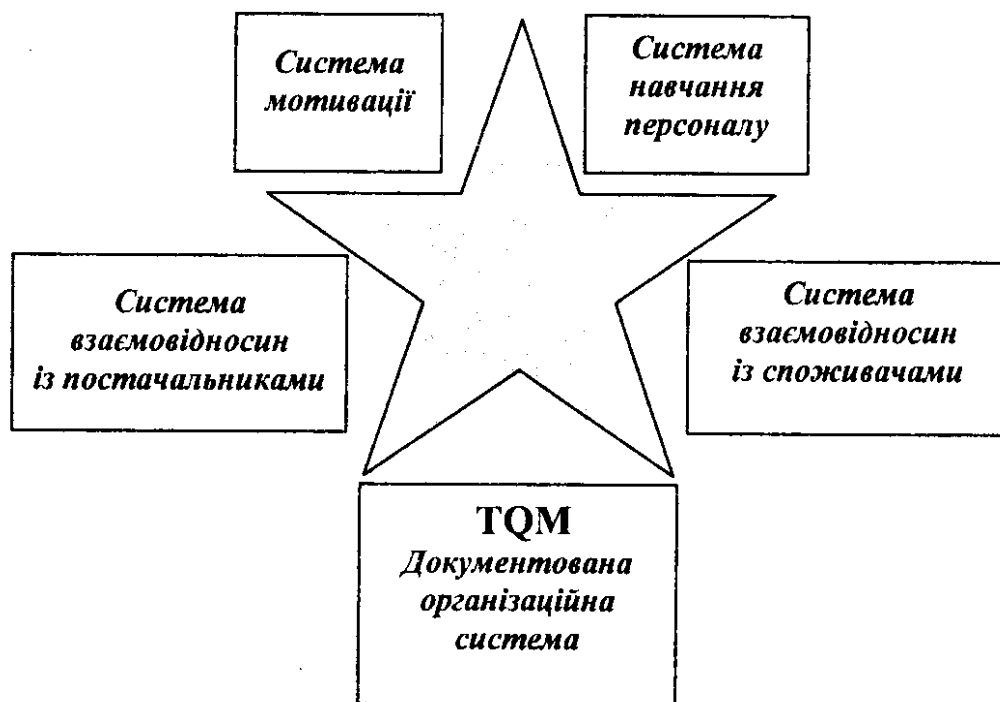 Система
мотивації
Система
навчання
персоналу
Система
взаємовідносин
із постачальниками
Система
взаємовідносин
із споживачами
TQM
Документована
організаційна
система